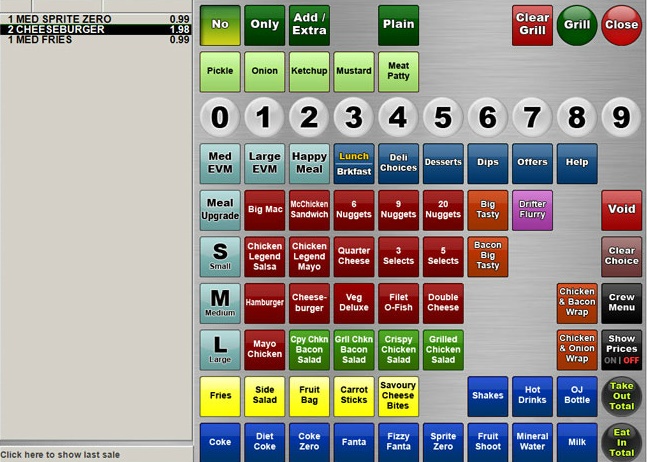 1 MED SPRITE ZERO 0.99
2 CHEESEBURGER 1.98
1 MED FRIES 0.99
Click here to show last sale
No
Only
Add /
Extra
Plain
Clear
Grill
Grill
Close
Pickle
Onion
Ketchup
Mustard
Meat
Patty
0
1
2
3
4
5
6
7
8
9
Med
EVM
Large
EVM
Happy
Meal
Lunch
Brkfast
Deli
Choices
Desserts
Dips
Offers
Help
Meal
Upgrade
Big Mac
McChicken
Sandwich
6
Nuggets
9
Nuggets
20
Nuggets
Big
Tasty
Drifter
Flurry
Void
S
Small
Chicken
Legend
Salsa
Chicken
Legend
Mayo
Quarter
Cheese
3
Selects
5
Selects
Bacon
Big
Tasty
Clear
Choice
M
Medium
Hamburger
Cheese-
burger
Veg
Deluxe
Filet
O-Fish
Double
Cheese
Chicken
& Bacon
Wrap
Crew
Menu
L
Large
Mayo
Chicken
Cpy Chkn
Bacon
Salad
Grll Chkn
Bacon
Salad
Crispy
Chicken
Salad
Grilled
Chicken
Salad
Chicken
& Onion
Wrap
Show
Prices
ON | OFF
Fries
Side
Salad
Fruit
Bag
Carrot
Sticks
Savoury
Cheese
Bites
Shakes
Hot
Drinks
OJ
Bottle
Take
Out
Total
Coke
Diet
Coke
Coke
Zero
Fanta
Fizzy
Fanta
Sprite
Zero
Fruit
Shoot
Mineral
Water
Milk
Eat
In
Total